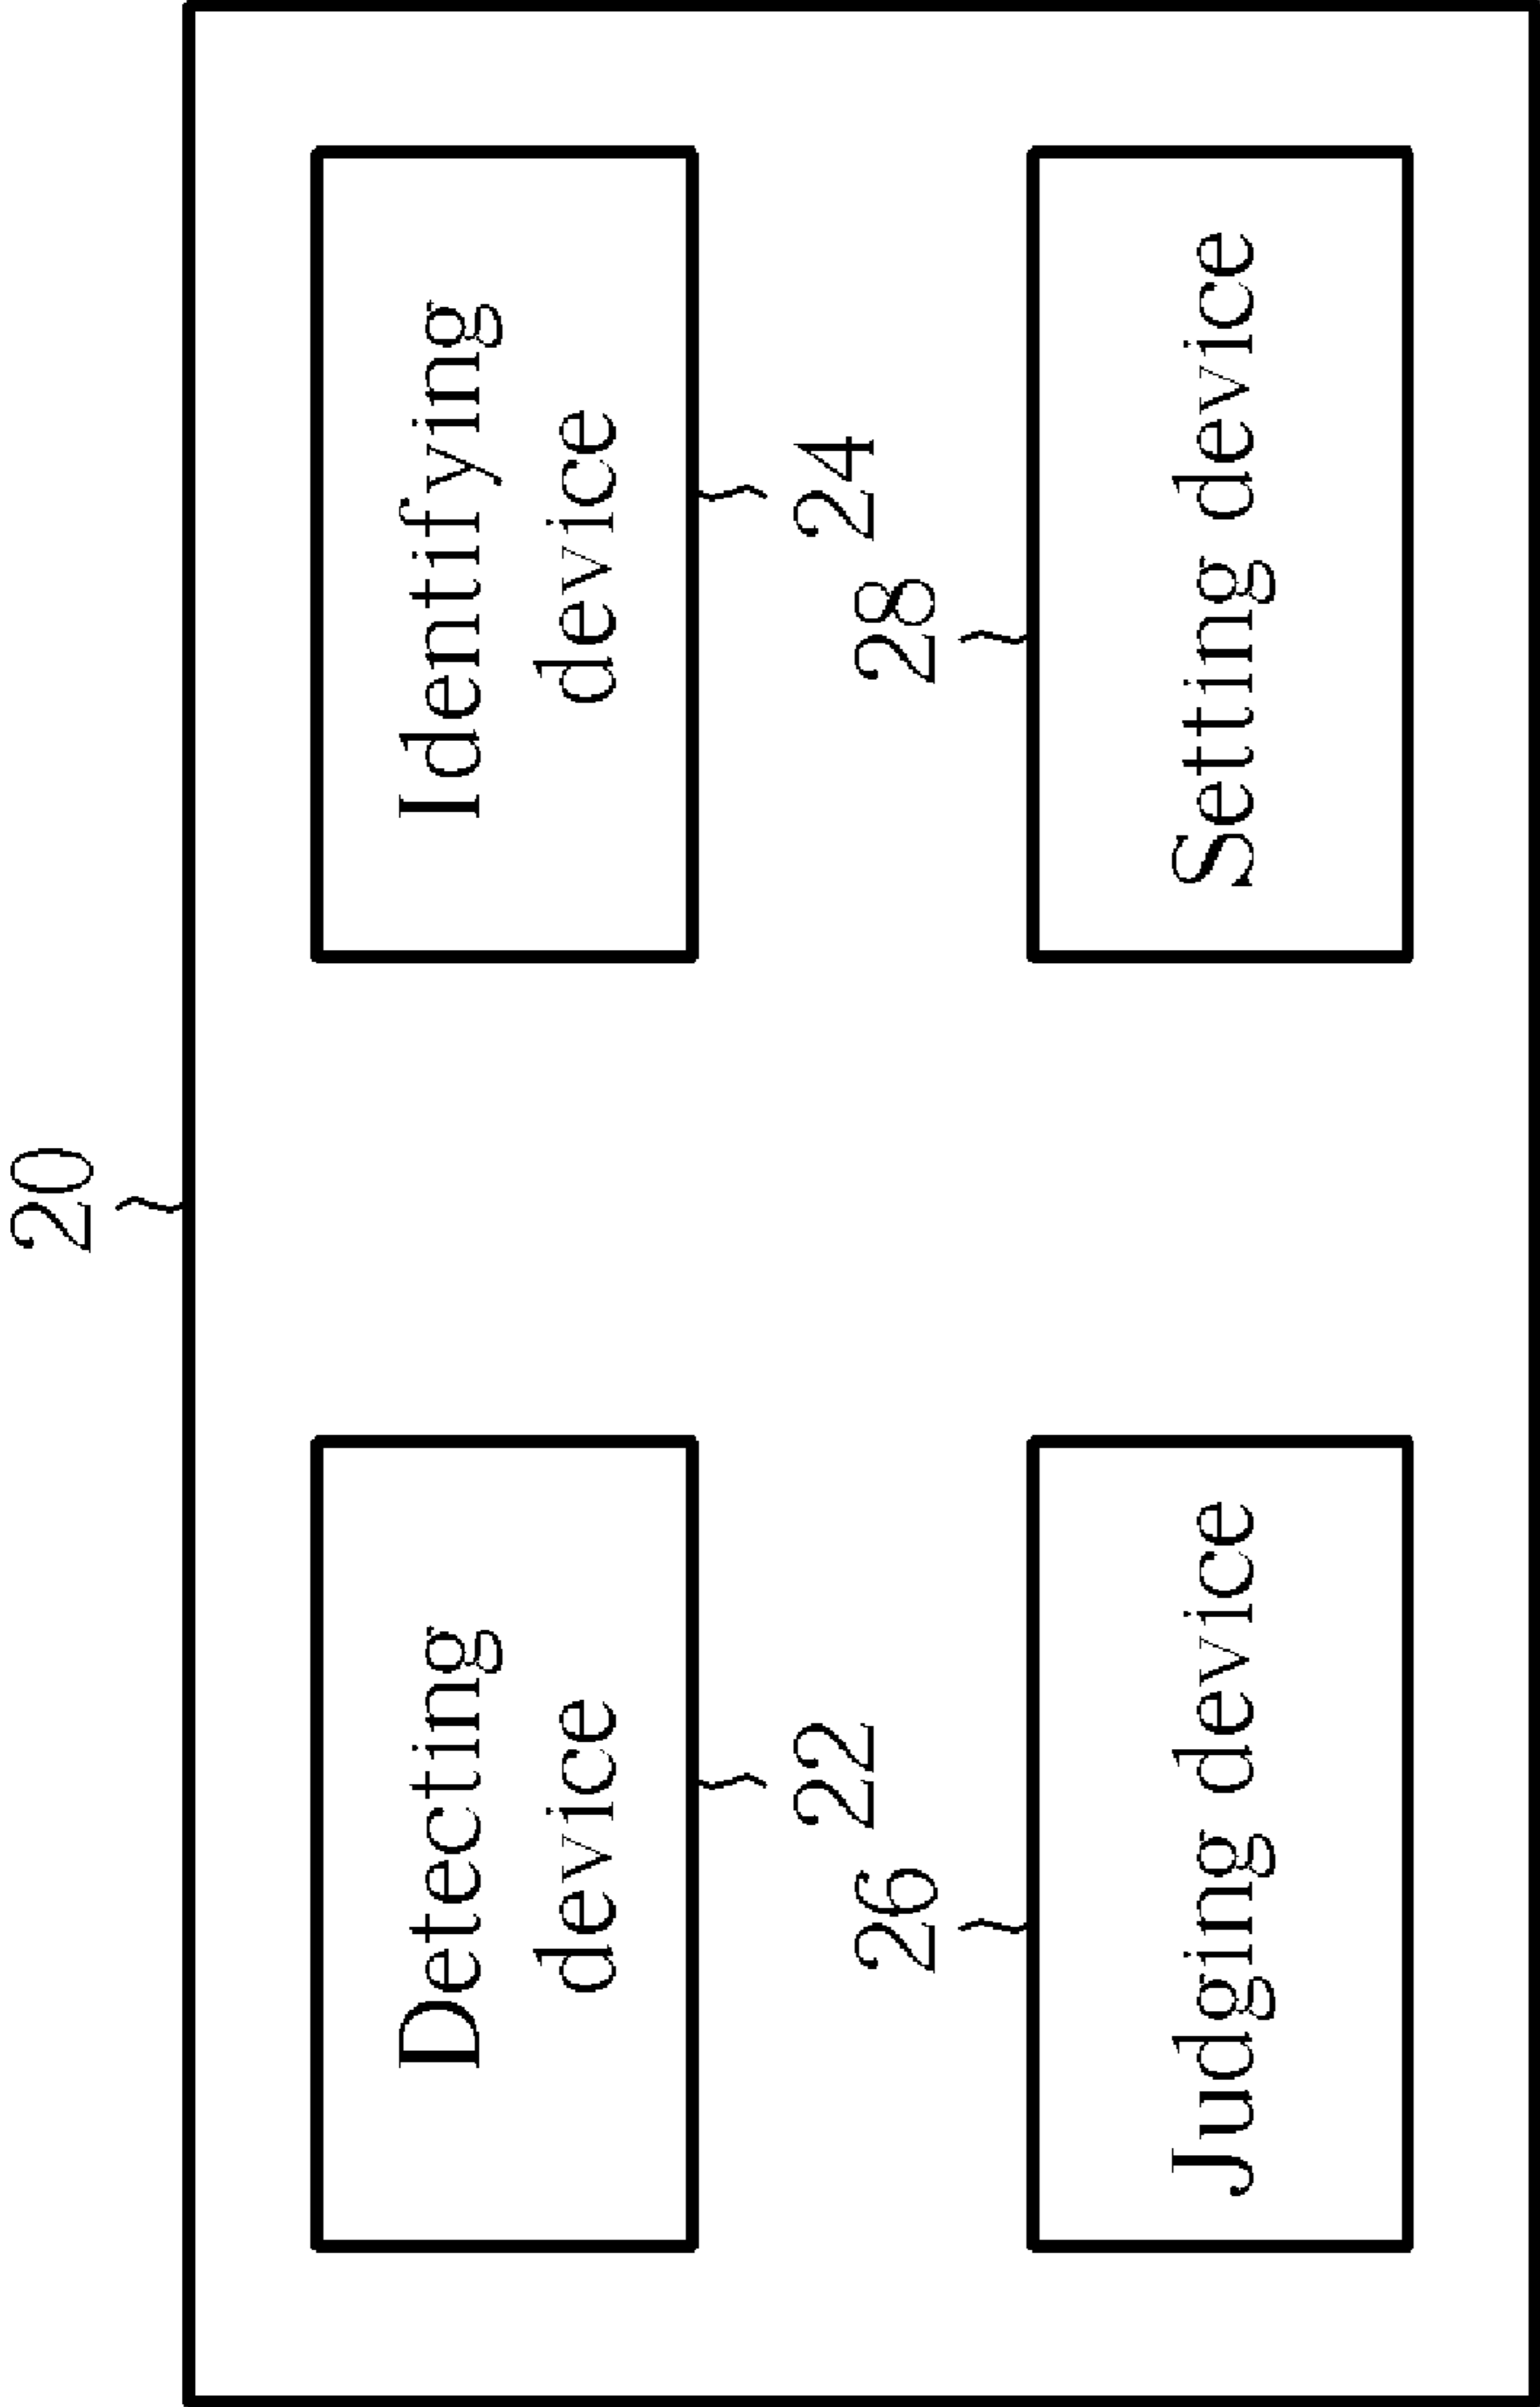 20
Detecting
device
22
Identifying
device
24
26
Judging device
28
Setting device